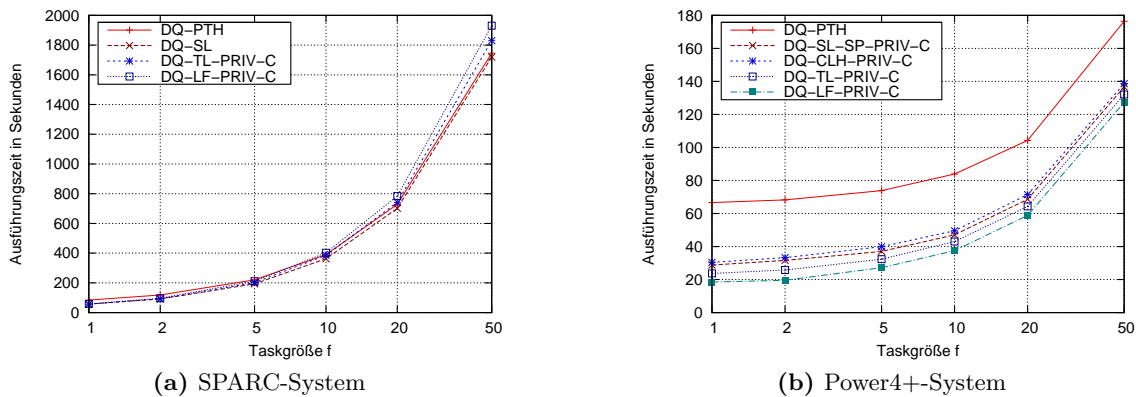 2000
1800
1600
1400
1200
1000
800
600
400
200
0
Ausführungszeit in Sekunden
DQ−PTH
DQ−SL
DQ−TL−PRIV−C
DQ−LF−PRIV−C
1 2 5 10 20 50
Taskgröße f
(a) SPARC-System
180
160
140
120
100
80
60
40
20
0
Ausführungszeit in Sekunden
DQ−PTH
DQ−SL−SP−PRIV−C
DQ−CLH−PRIV−C
DQ−TL−PRIV−C
DQ−LF−PRIV−C
1 2 5 10 20 50
Taskgröße f
(b) Power4+-System